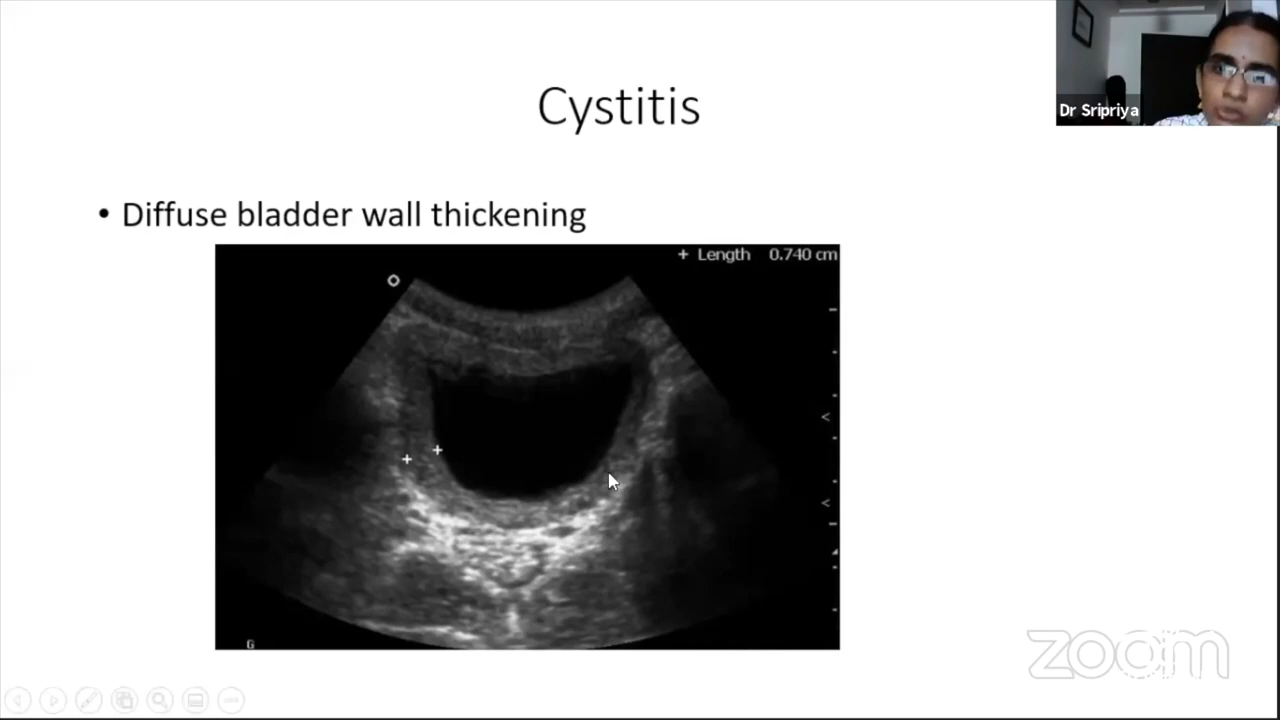 Cystitis
Dr Sripriya
• Diffuse bladder wall thickening
+ Length 0.740 cm
G
zoom